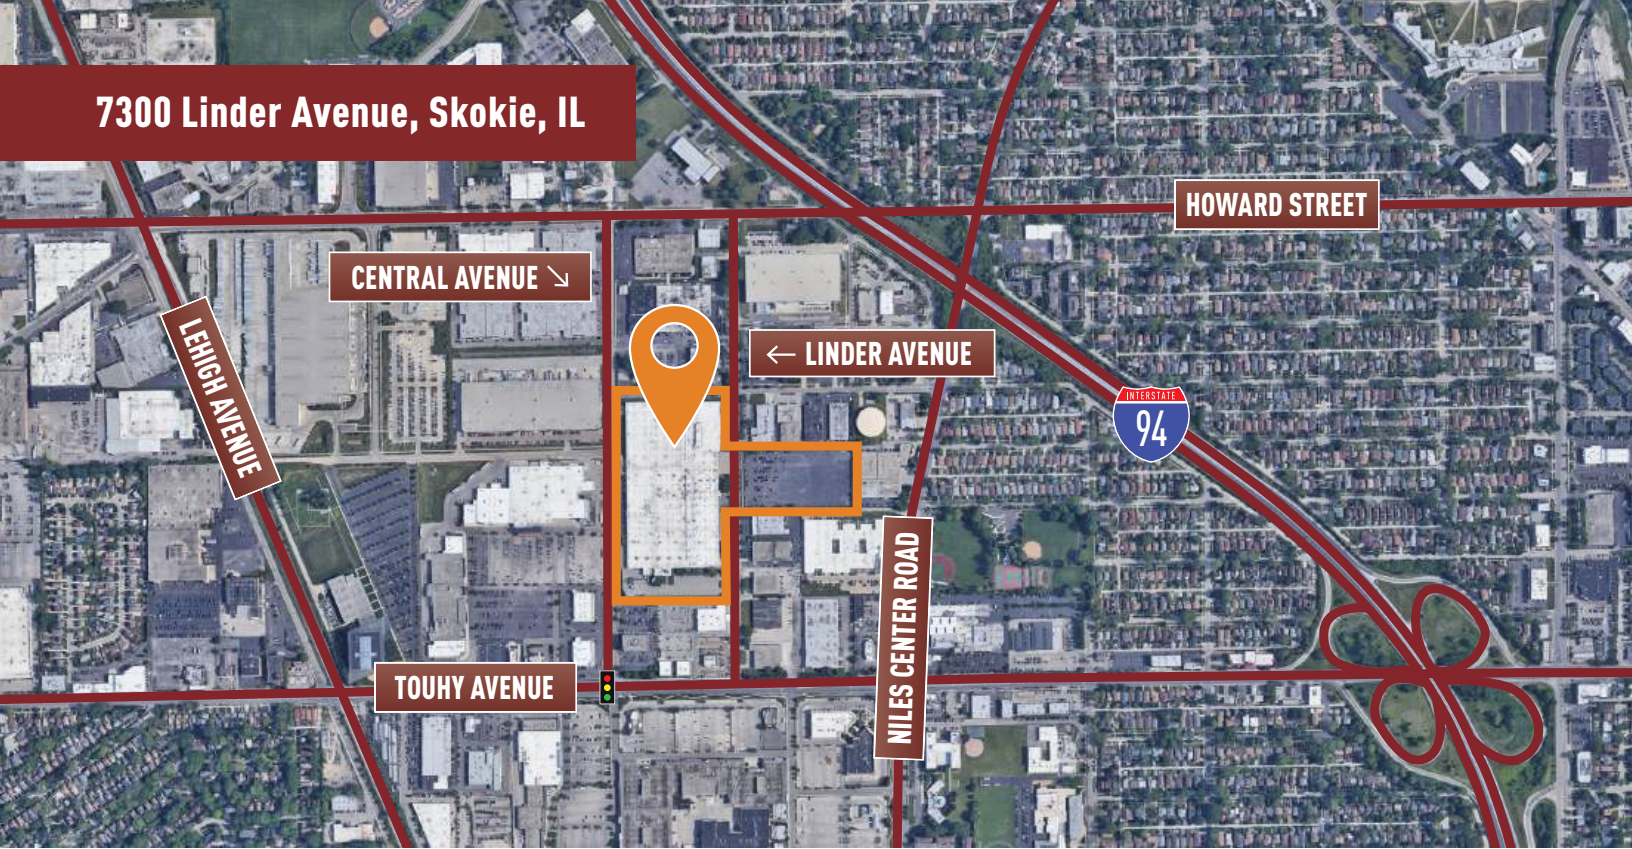 7300 Linder Avenue, Skokie, IL
HOWARD STREET
CENTRAL AVENUE ↘
← LINDER AVENUE
LEHIGH AVENUE
INTERSTATE
94
NILES CENTER ROAD
TOUHY AVENUE